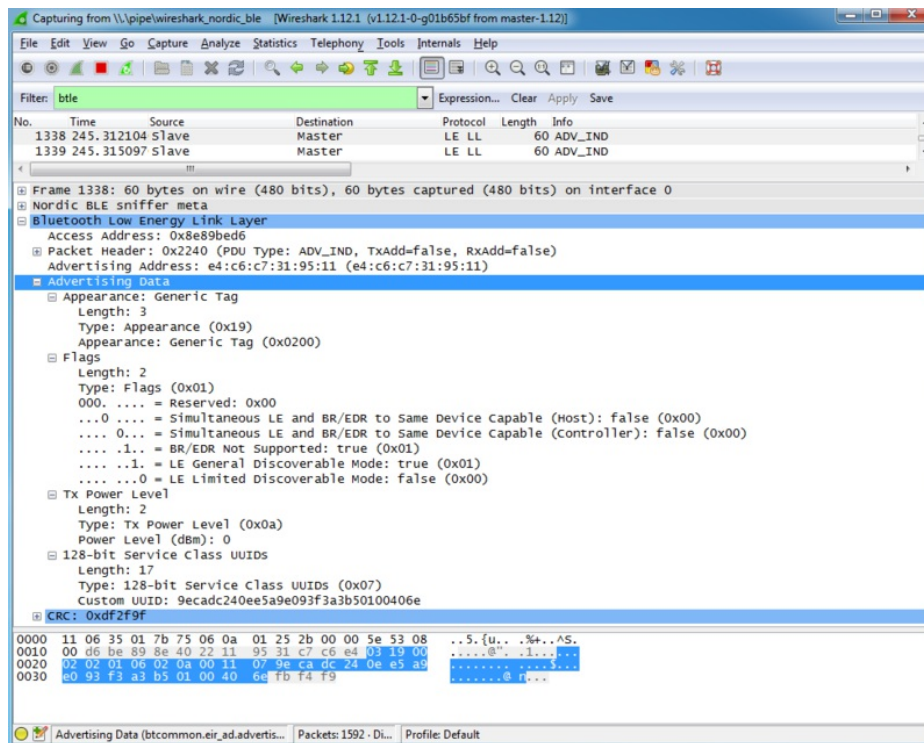 Capturing from \\.\pipe\wireshark_nordic_ble [Wireshark 1.12.1 (v1.12.1-0-g01b65bf from master-1.12)]
File Edit View Go Capture Analyze Statistics Telephony Tools Internals Help
Filter: btle Expression... Clear Apply Save
No. Time Source Destination Protocol Length Info
1338 245.312104 Slave Master LE LL 60 ADV_IND
1339 245.315097 Slave Master LE LL 60 ADV_IND
Frame 1338: 60 bytes on wire (480 bits), 60 bytes captured (480 bits) on interface 0
Nordic BLE sniffer meta
Bluetooth Low Energy Link Layer
Access Address: 0x8e89bed6
Packet Header: 0x2240 (PDU Type: ADV_IND, TxAdd=false, RxAdd=false)
Advertising Address: e4:c6:c7:31:95:11 (e4:c6:c7:31:95:11)
Advertising Data
Appearance: Generic Tag
Length: 3
Type: Appearance (0x19)
Appearance: Generic Tag (0x0200)
Flags
Length: 2
Type: Flags (0x01)
000. .... = Reserved: 0x00
...0 .... = Simultaneous LE and BR/EDR to Same Device Capable (Host): false (0x00)
.... 0... = Simultaneous LE and BR/EDR to Same Device Capable (Controller): false (0x00)
.... .1.. = BR/EDR Not Supported: true (0x01)
.... ..1. = LE General Discoverable Mode: true (0x01)
.... ...0 = LE Limited Discoverable Mode: false (0x00)
Tx Power Level
Length: 2
Type: Tx Power Level (0x0a)
Power Level (dBm): 0
128-bit Service Class UUIDs
Length: 17
Type: 128-bit Service Class UUIDs (0x07)
Custom UUID: 9ecadc240ee5a9e093f3a3b50100406e
CRC: 0xdf2f9f
0000 11 06 35 01 7b 75 06 0a 01 25 2b 00 00 5e 53 08 ..5.{u.. .%+..^S.
0010 00 d6 be 89 8e 40 22 11 95 31 c7 c6 e4 03 19 00 .....@". .1......
0020 02 02 01 06 02 0a 00 11 07 9e ca dc 24 0e e5 a9 ........ ....$...
0030 e0 93 f3 a3 b5 01 00 40 6e fb f4 f9 .......@ n...
Advertising Data (btcommon.eir_ad.advertis... Packets: 1592 · Di... Profile: Default